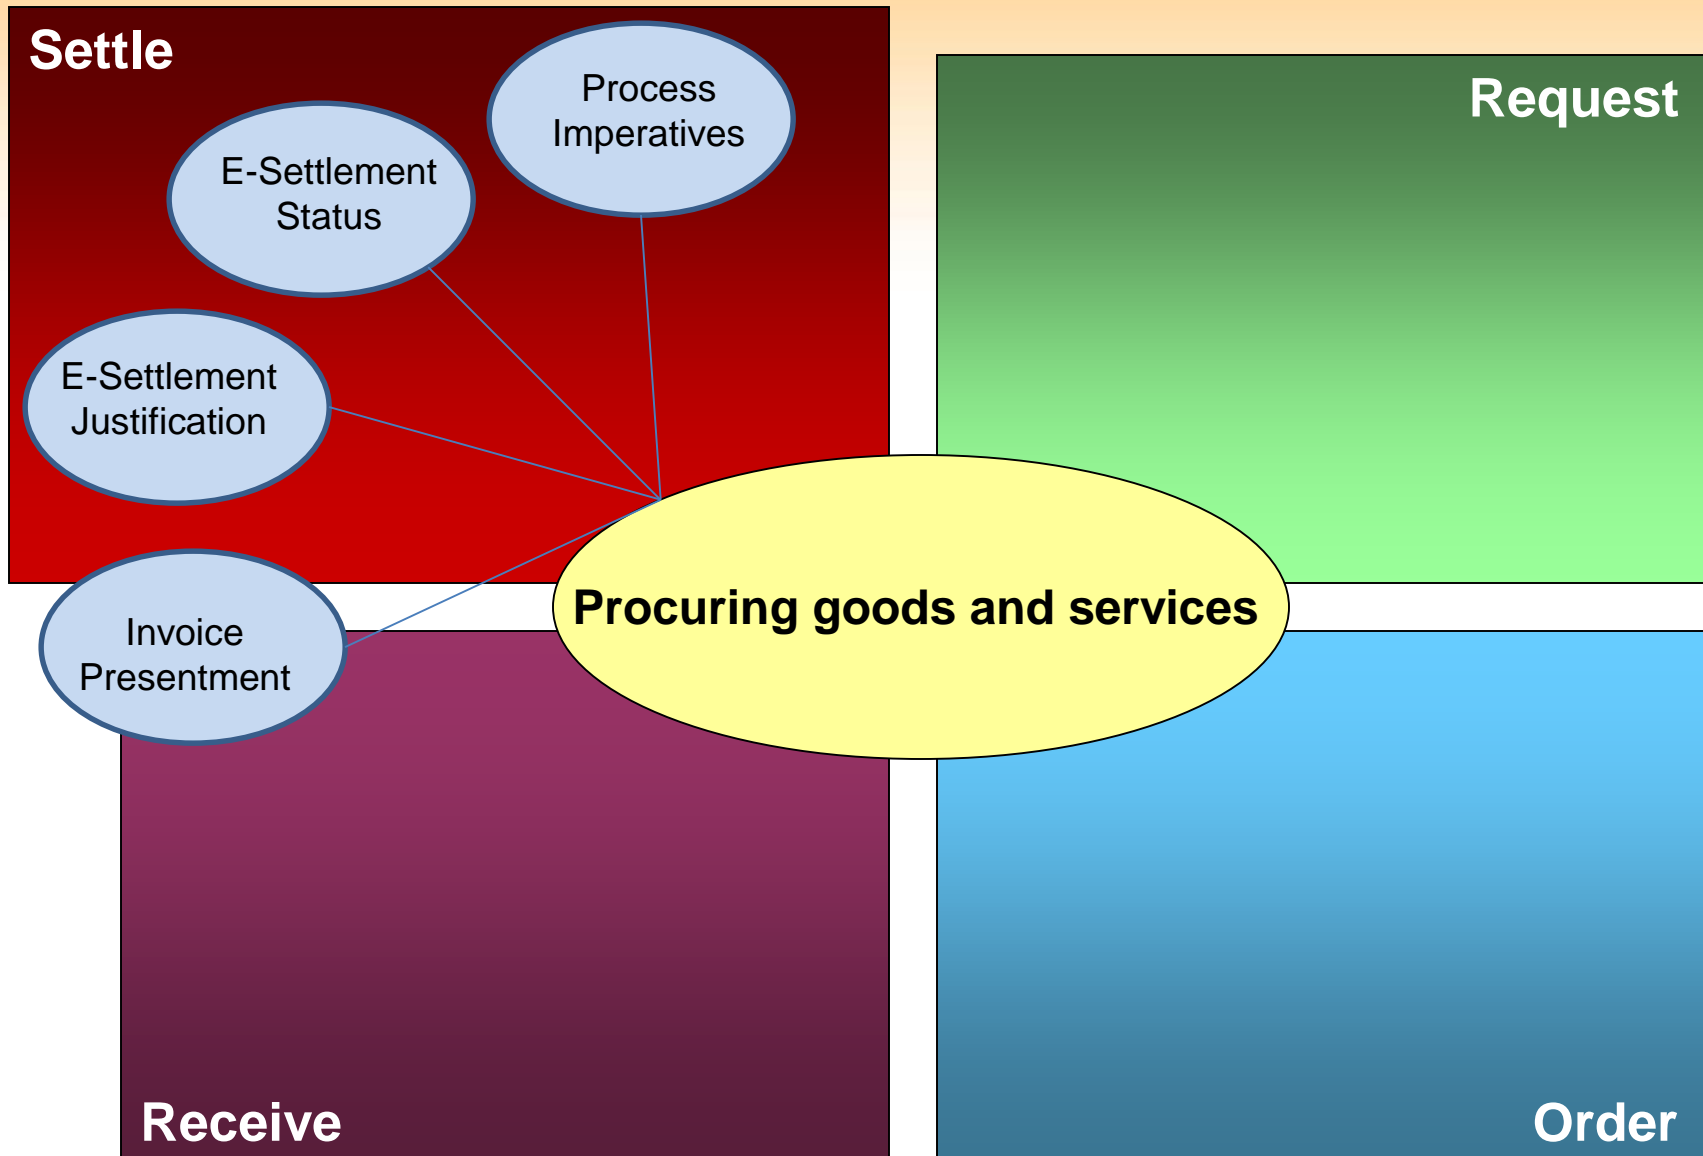 Settle
Process
Imperatives
Request
E-Settlement
Status
E-Settlement
Justification
Procuring goods and services
Invoice
Presentment
Receive
Order